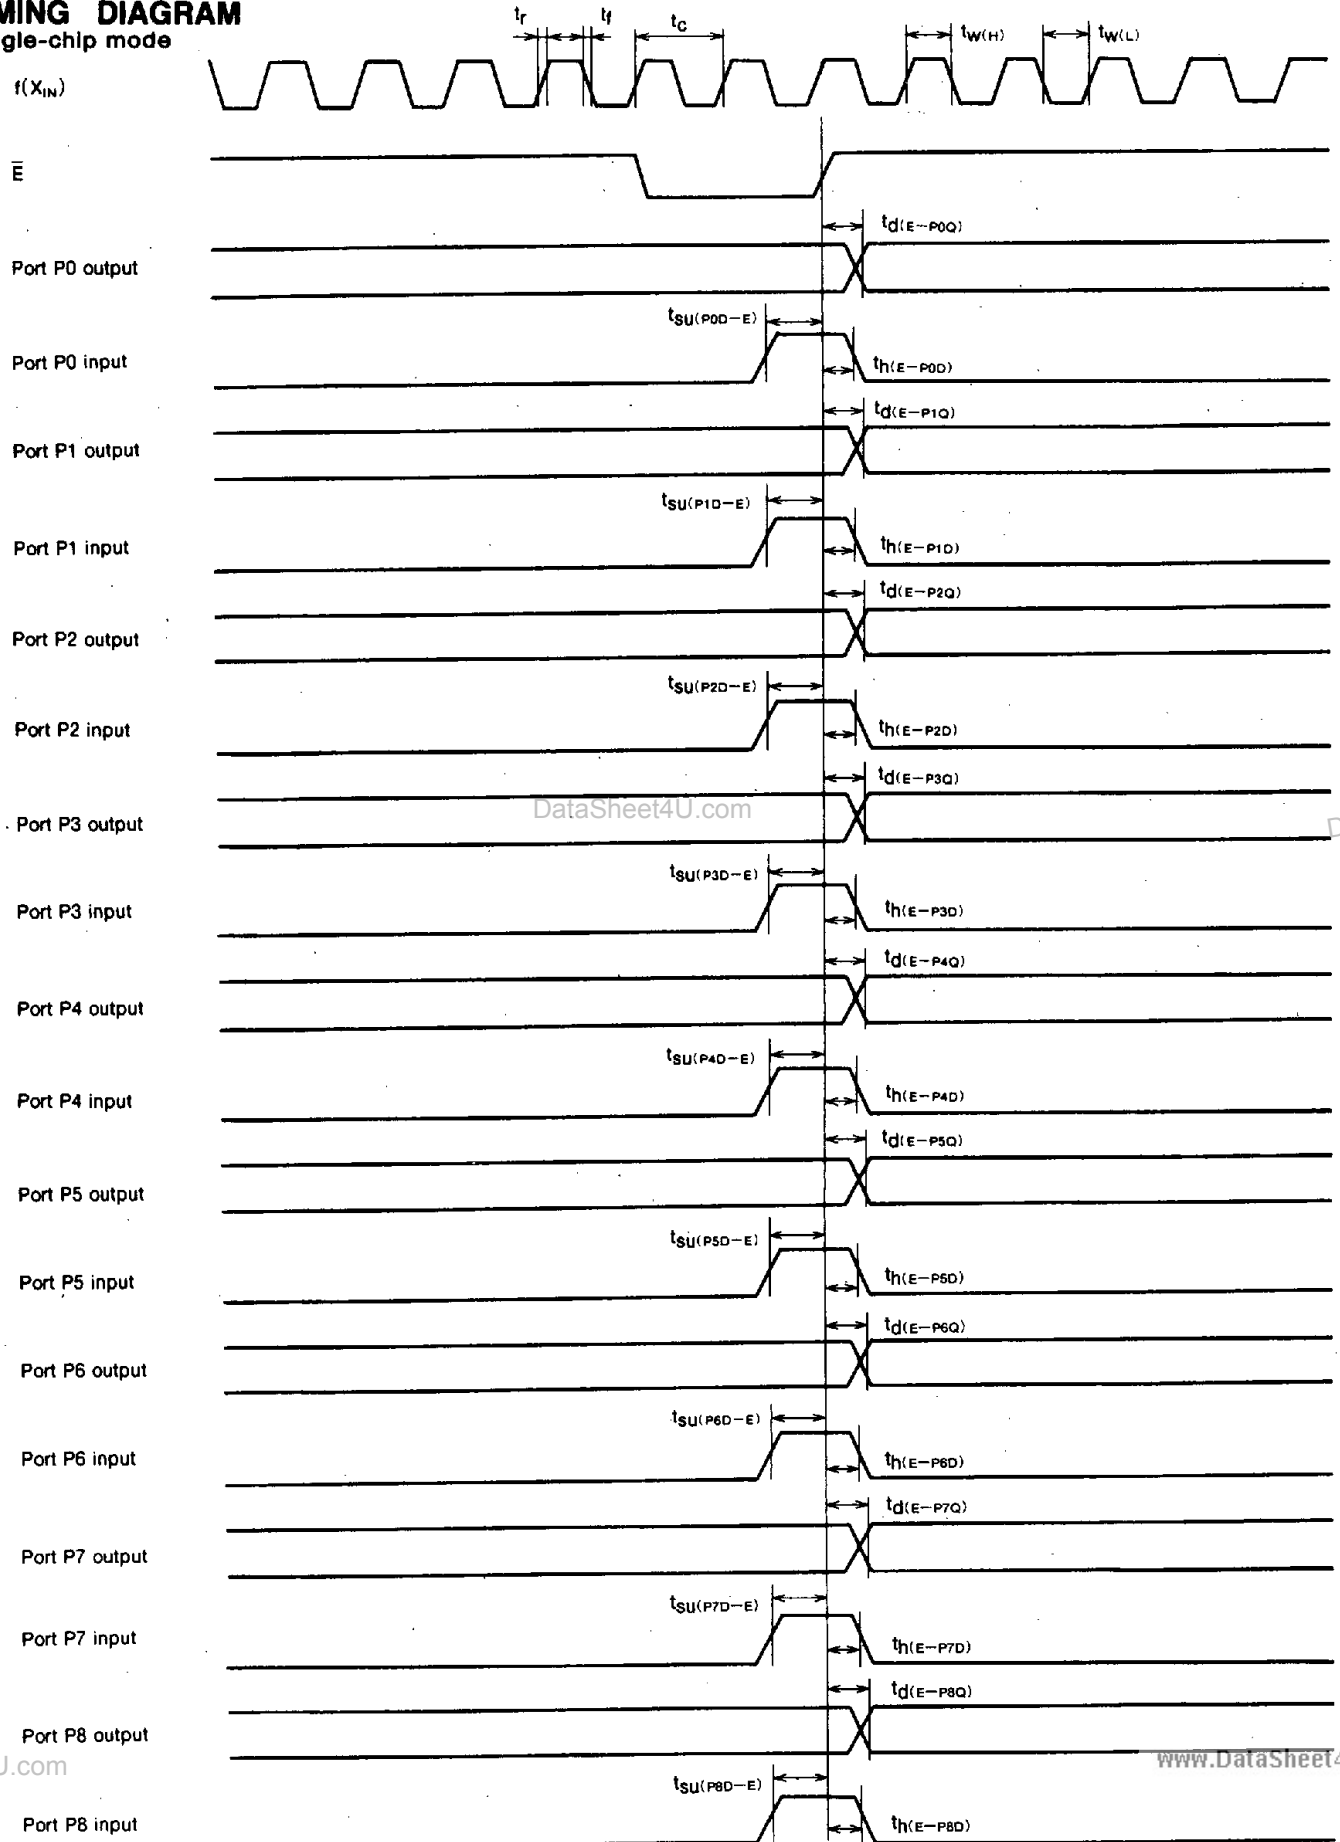 MING DIAGRAM
gle-chip mode
tr tf tc tW(H) tW(L)
f(XIN)
E̅
td(E−P0Q)
Port P0 output
tSU(P0D−E)
Port P0 input
th(E−P0D)
td(E−P1Q)
Port P1 output
tSU(P1D−E)
Port P1 input
th(E−P1D)
td(E−P2Q)
Port P2 output
tSU(P2D−E)
Port P2 input
th(E−P2D)
td(E−P3Q)
DataSheet4U.com
Port P3 output
D
tSU(P3D−E)
Port P3 input
th(E−P3D)
td(E−P4Q)
Port P4 output
tSU(P4D−E)
Port P4 input
th(E−P4D)
td(E−P5Q)
Port P5 output
tSU(P5D−E)
Port P5 input
th(E−P5D)
td(E−P6Q)
Port P6 output
tSU(P6D−E)
Port P6 input
th(E−P6D)
td(E−P7Q)
Port P7 output
tSU(P7D−E)
Port P7 input
th(E−P7D)
td(E−P8Q)
Port P8 output
U.com
www.DataSheet4
tSU(P8D−E)
Port P8 input
th(E−P8D)